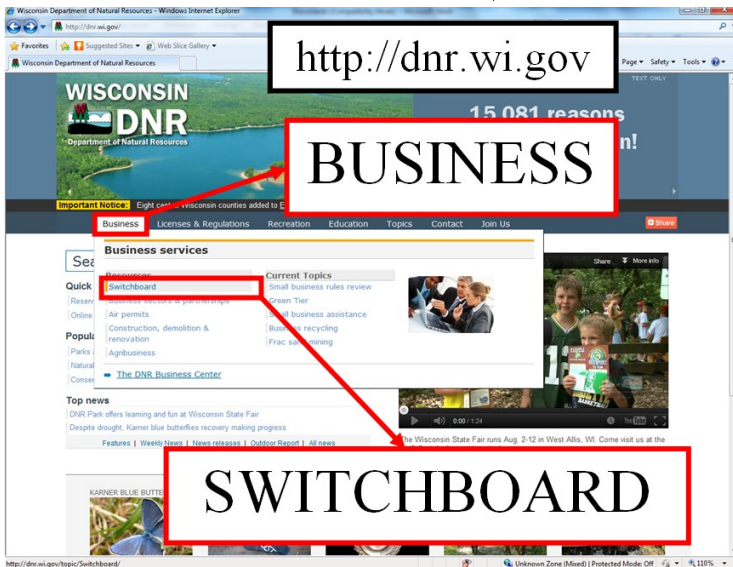 Wisconsin Department of Natural Resources - Windows Internet Explorer
http://dnr.wi.gov/
Favorites Suggested Sites Web Slice Gallery
Wisconsin Department of Natural Resources
Page Safety Tools
http://dnr.wi.gov
TEXT ONLY
WISCONSIN
DNR
Department of Natural Resources
15,081 reasons
n!
BUSINESS
Important Notice: Eight Wisconsin counties added to
Business Licenses & Regulations Recreation Education Topics Contact Join Us
Share
Business services
Sea
Resources Current Topics
Switchboard Small business rules review
Business sectors & partnerships Green Tier
Air permits Small business assistance
Construction, demolition & Business recycling
renovation Frac sand mining
Agribusiness
The DNR Business Center
Quick
Reser
Online
Popula
Parks
Natural
Conse
Share More info
0:00 / 1:24
YouTube
Top news
DNR Park offers learning and fun at Wisconsin State Fair
Despite drought, Karner blue butterflies recovery making progress
Features | Weekly News | News releases | Outdoor Report | All news
The Wisconsin State Fair runs Aug. 2-12 in West Allis, WI. Come visit us at the
SWITCHBOARD
KARNER BLUE BUTTE
http://dnr.wi.gov/topic/Switchboard/
Unknown Zone (Mixed) | Protected Mode: Off
110%